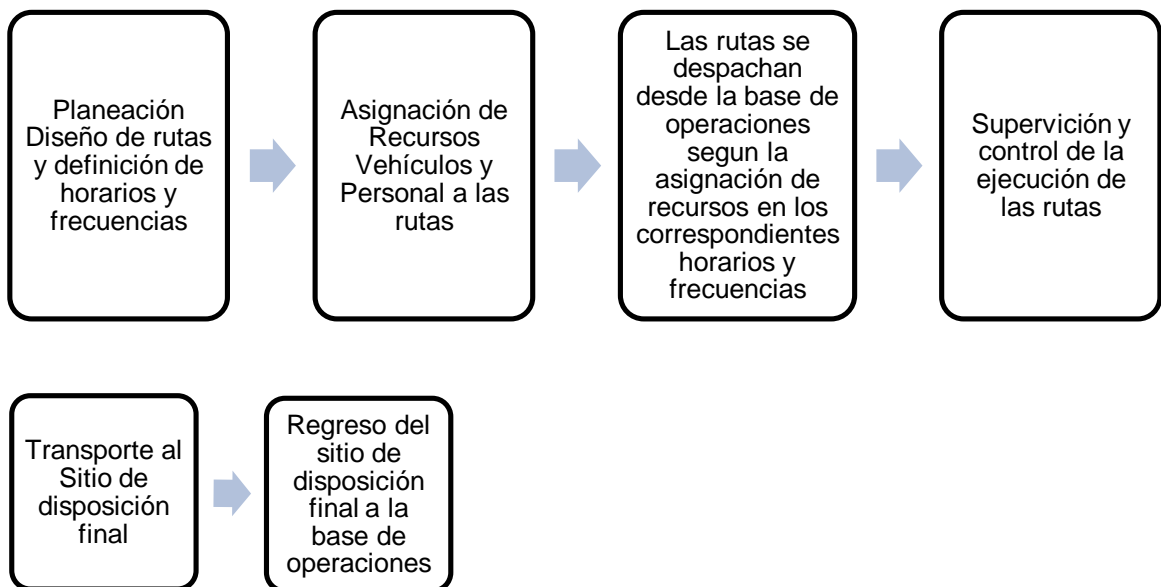 Planeación
Diseño de rutas
y definición de
horarios y
frecuencias
Asignación de
Recursos
Vehículos y
Personal a las
rutas
Las rutas se
despachan
desde la base de
operaciones
segun la
asignación de
recursos en los
correspondientes
horarios y
frecuencias
Supervición y
control de la
ejecución de
las rutas
Transporte al
Sitio de
disposición
final
Regreso del
sitio de
disposición
final a la
base de
operaciones